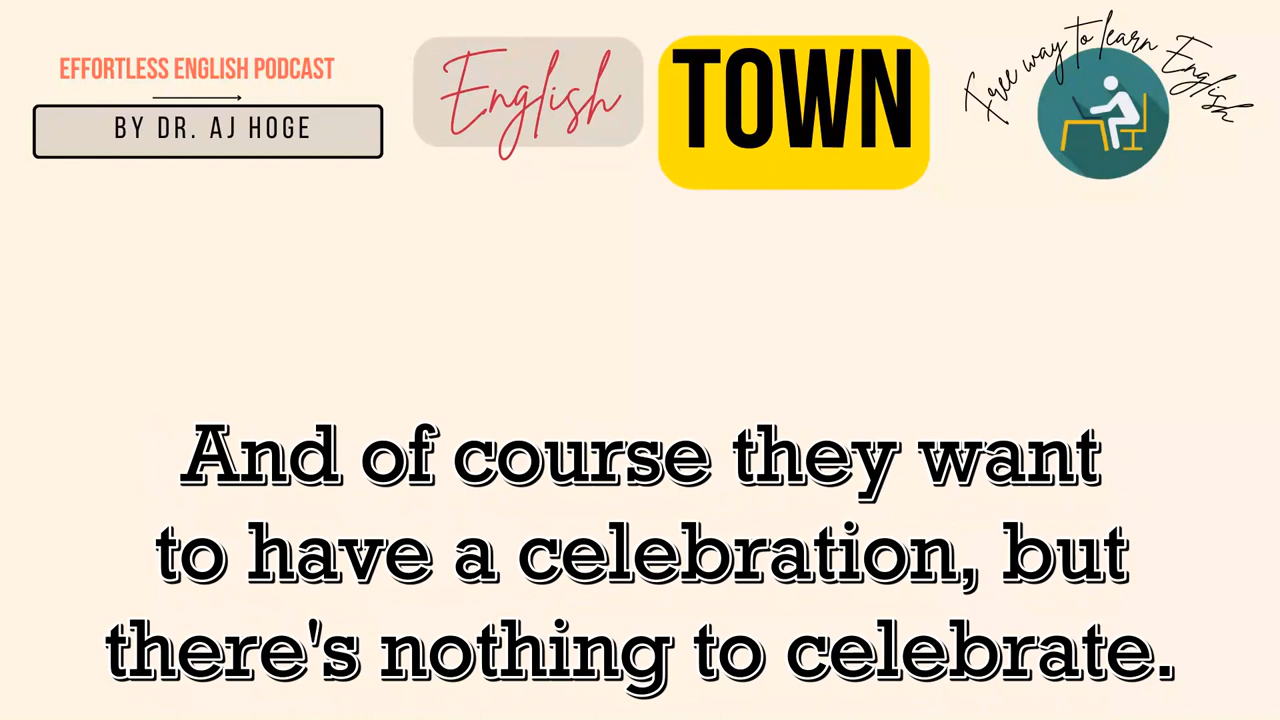 EFFORTLESS ENGLISH PODCAST
BY DR. AJ HOGE
English
TOWN
Free way to learn English
And of course they want
to have a celebration, but
there's nothing to celebrate.